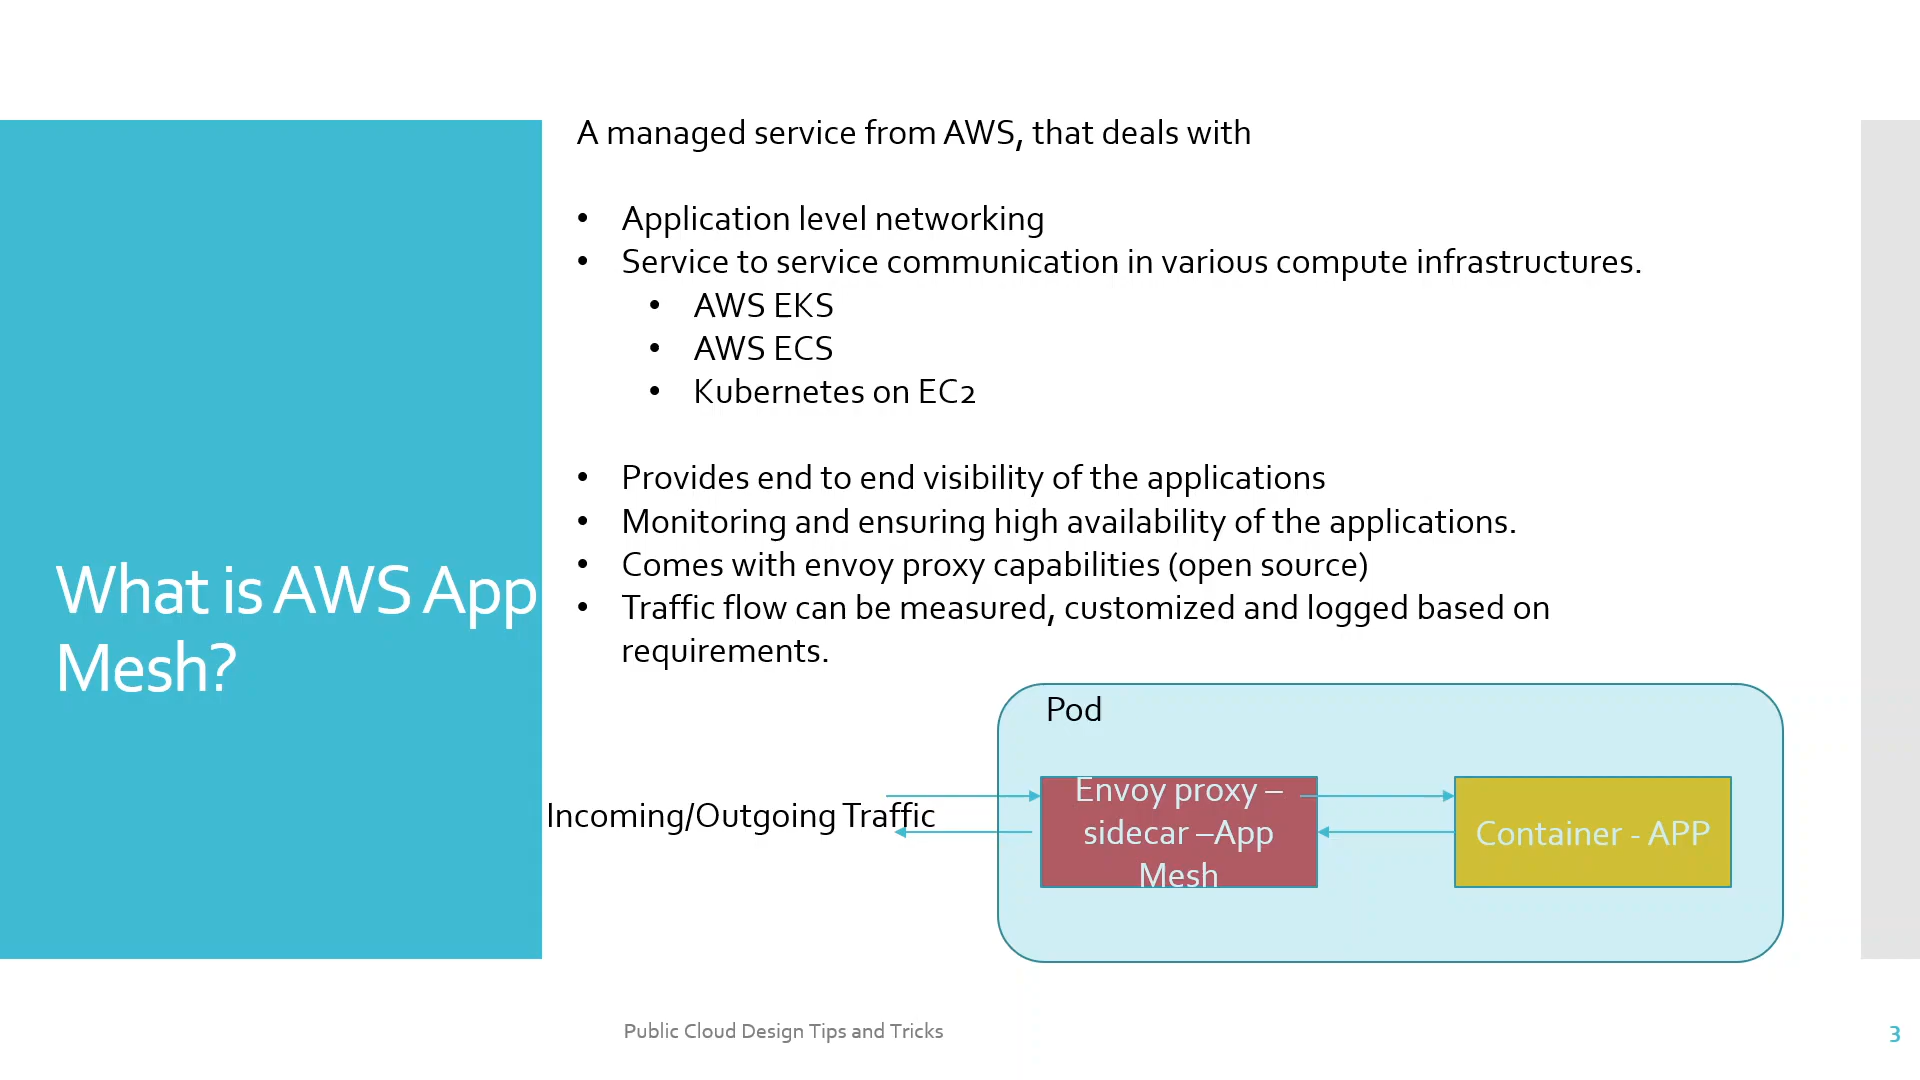 What is AWS App
Mesh?
A managed service from AWS, that deals with
• Application level networking
• Service to service communication in various compute infrastructures.
• AWS EKS
• AWS ECS
• Kubernetes on EC2
• Provides end to end visibility of the applications
• Monitoring and ensuring high availability of the applications.
• Comes with envoy proxy capabilities (open source)
• Traffic flow can be measured, customized and logged based on
requirements.
Pod
Incoming/Outgoing Traffic
Envoy proxy –
sidecar –App
Mesh
Container - APP
Public Cloud Design Tips and Tricks
3